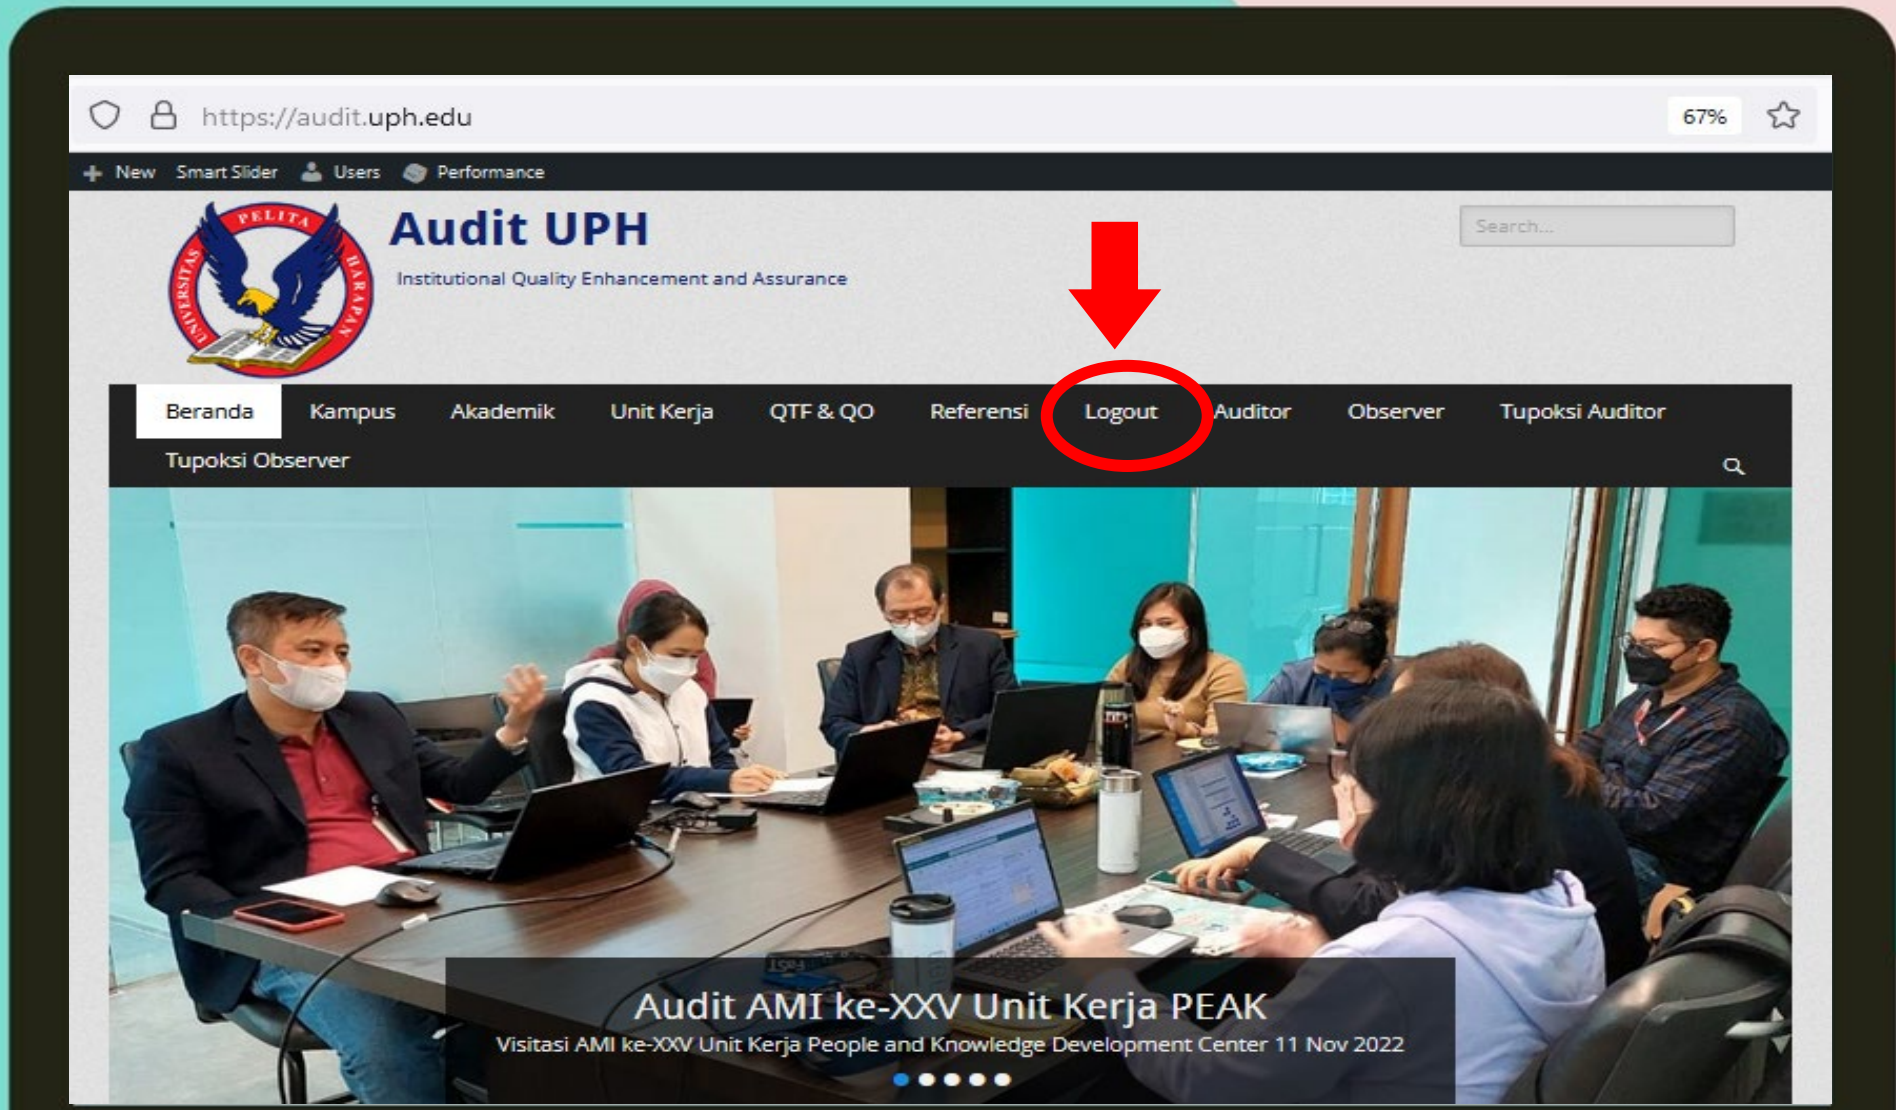 https://audit.uph.edu 67%
New Smart Slider Users Performance
UNIVERSITAS PELITA HARAPAN
Audit UPH
Search...
Institutional Quality Enhancement and Assurance
Beranda Kampus Akademik Unit Kerja QTF & QO Referensi Logout Auditor Observer Tupoksi Auditor
Tupoksi Observer
Audit AMI ke-XXV Unit Kerja PEAK
Visitasi AMI ke-XXV Unit Kerja People and Knowledge Development Center 11 Nov 2022